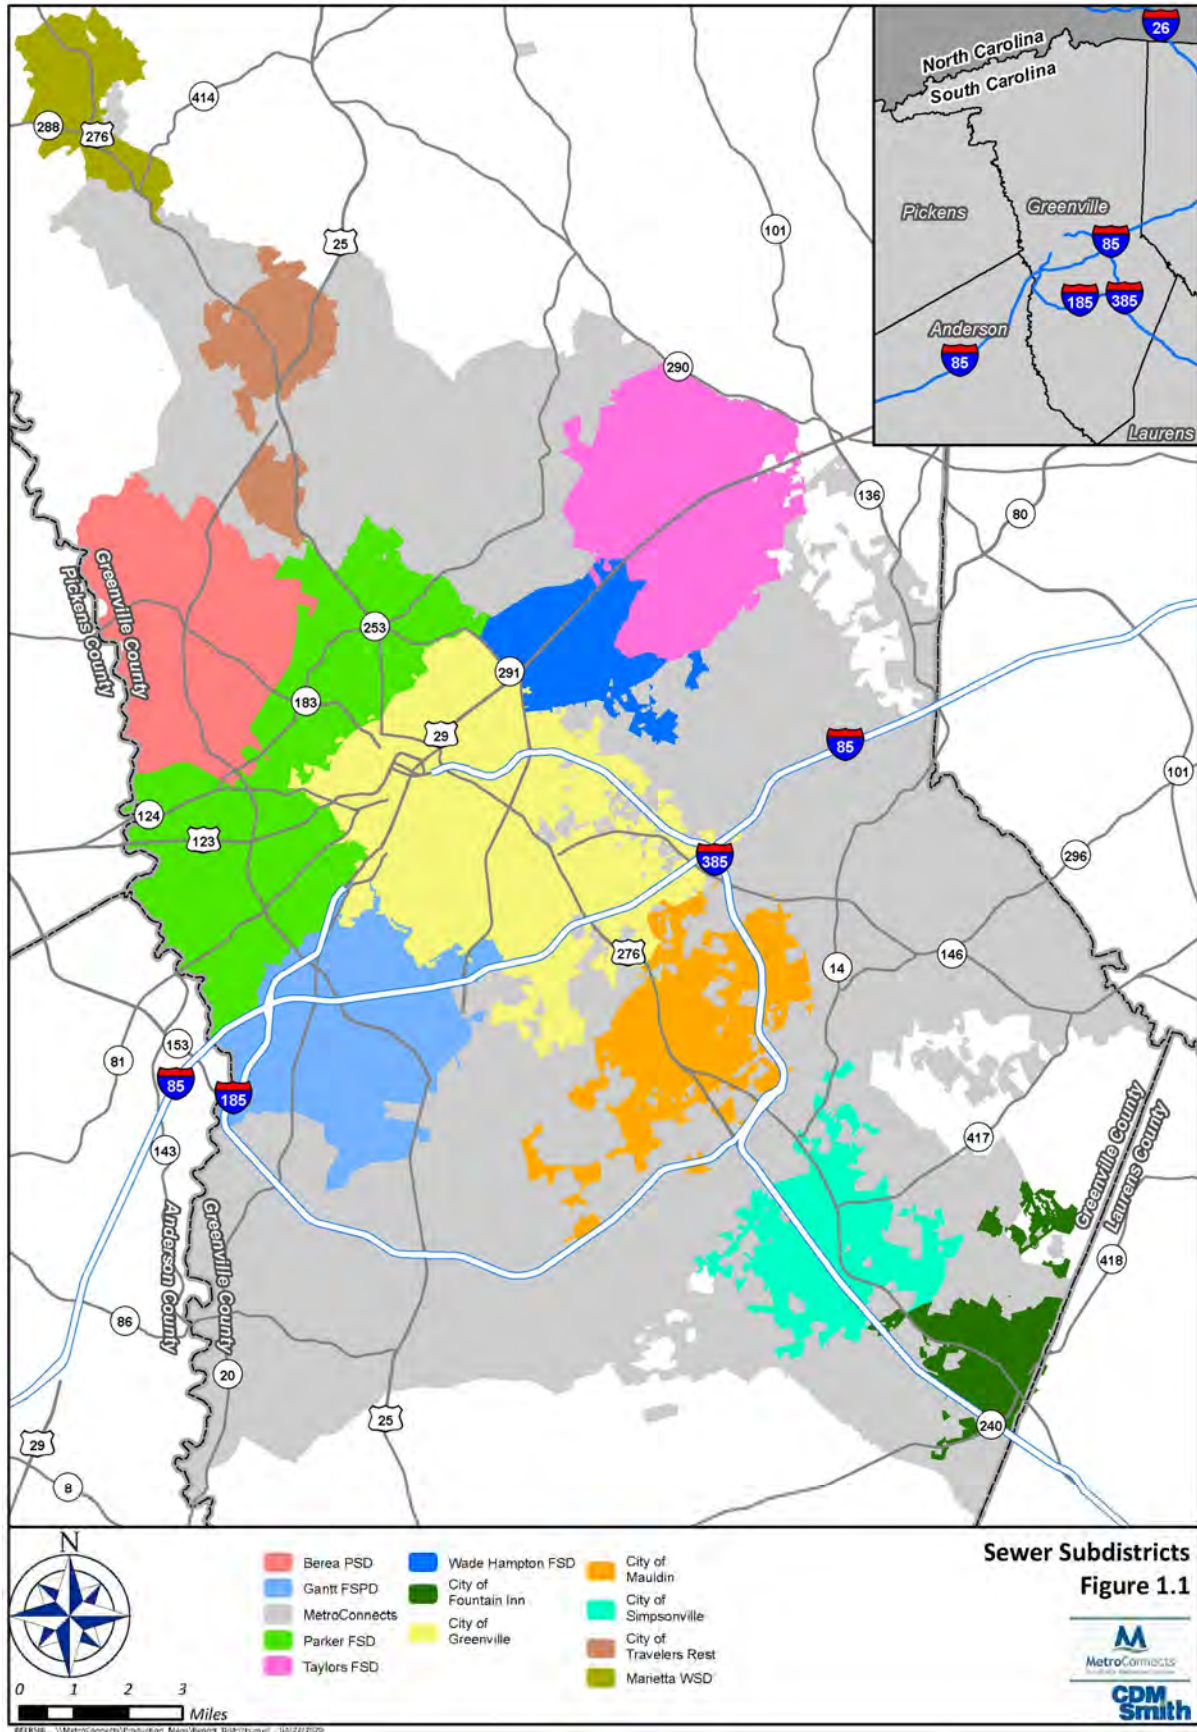 North Carolina
South Carolina
26
Pickens
Greenville
85
185
385
Anderson
85
Laurens
414
288
276
25
101
290
136
80
Greenville County
Pickens County
253
291
183
29
85
101
124
123
385
296
276
14
146
153
81
85
185
143
417
Greenville County
Laurens County
418
Anderson County
Greenville County
86
20
25
240
29
8
N
0 1 2 3
Miles
Berea PSD
Gantt FSPD
MetroConnects
Parker FSD
Taylors FSD
Wade Hampton FSD
City of
Fountain Inn
City of
Greenville
City of
Mauldin
City of
Simpsonville
City of
Travelers Rest
Marietta WSD
Sewer Subdistricts
Figure 1.1
MetroConnects
CDM
Smith